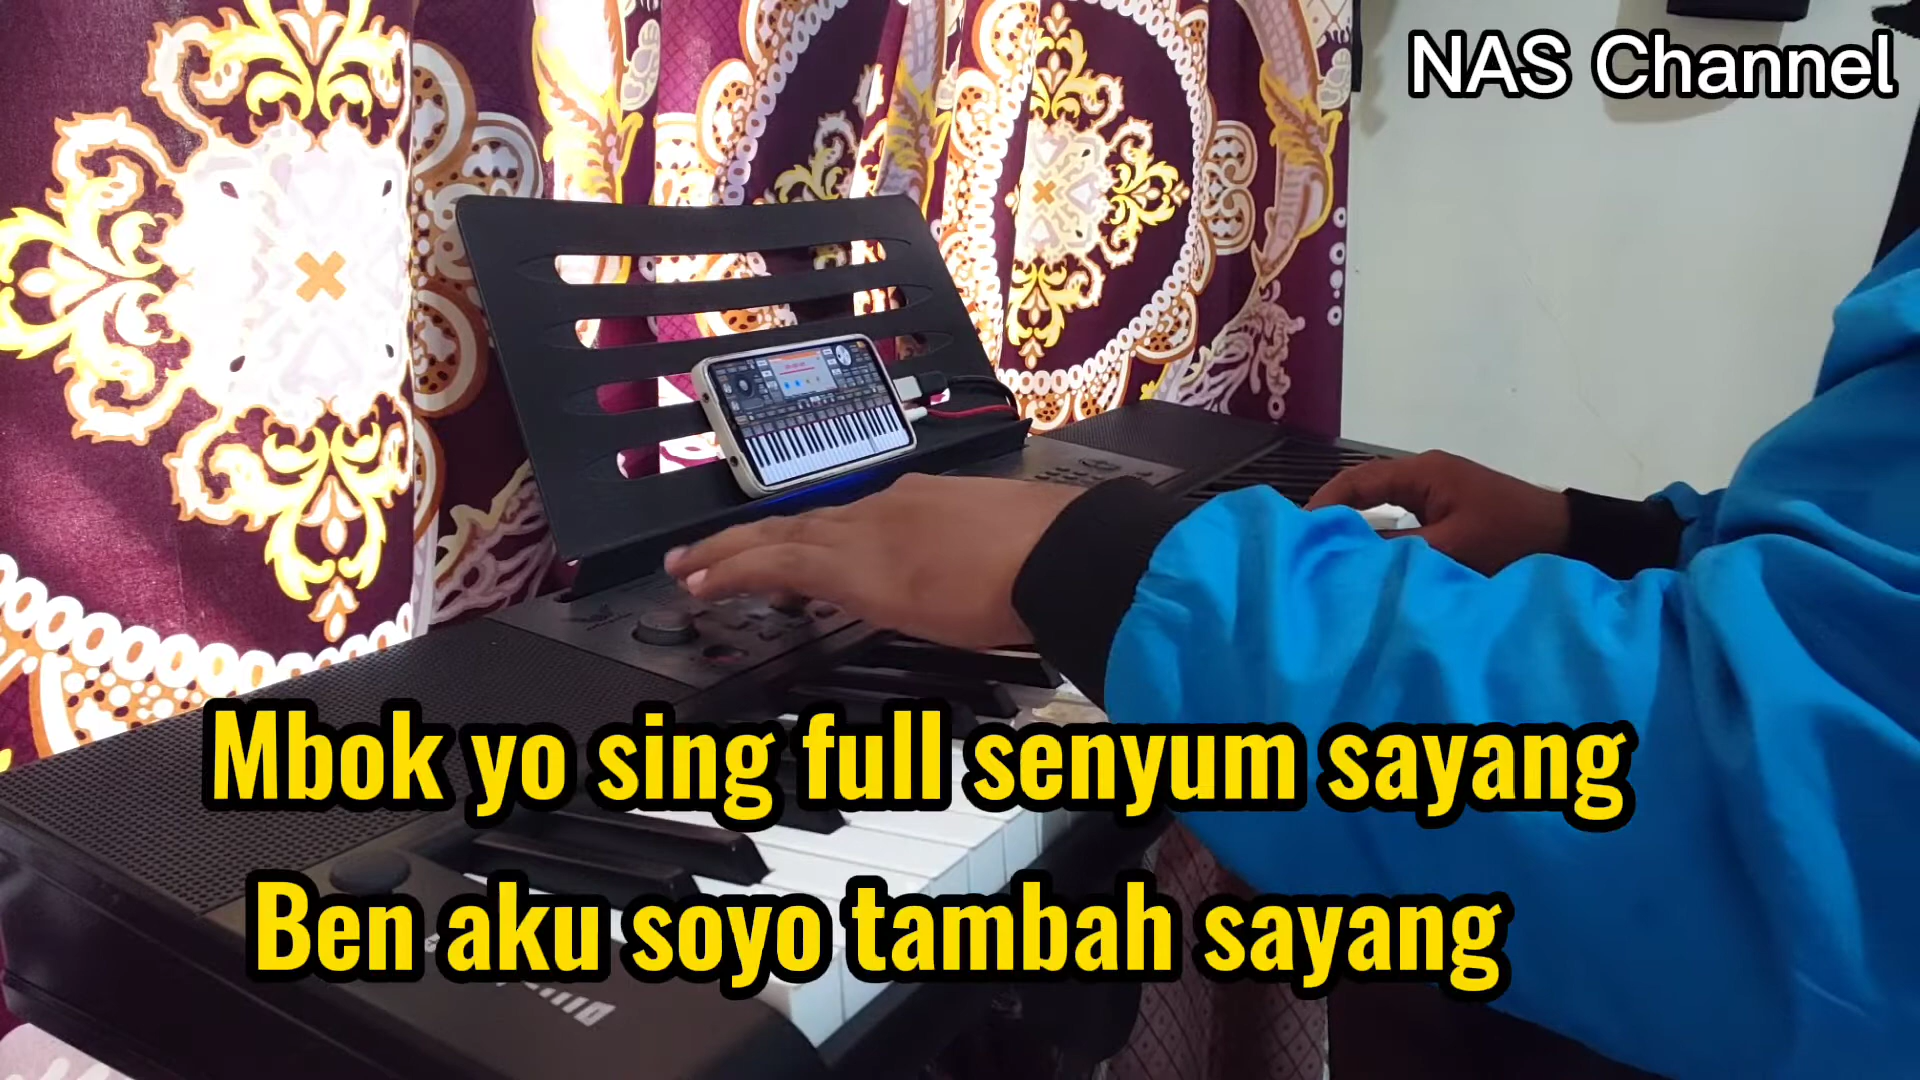 NAS Channel
Mbok yo sing full senyum sayang
Ben aku soyo tambah sayang